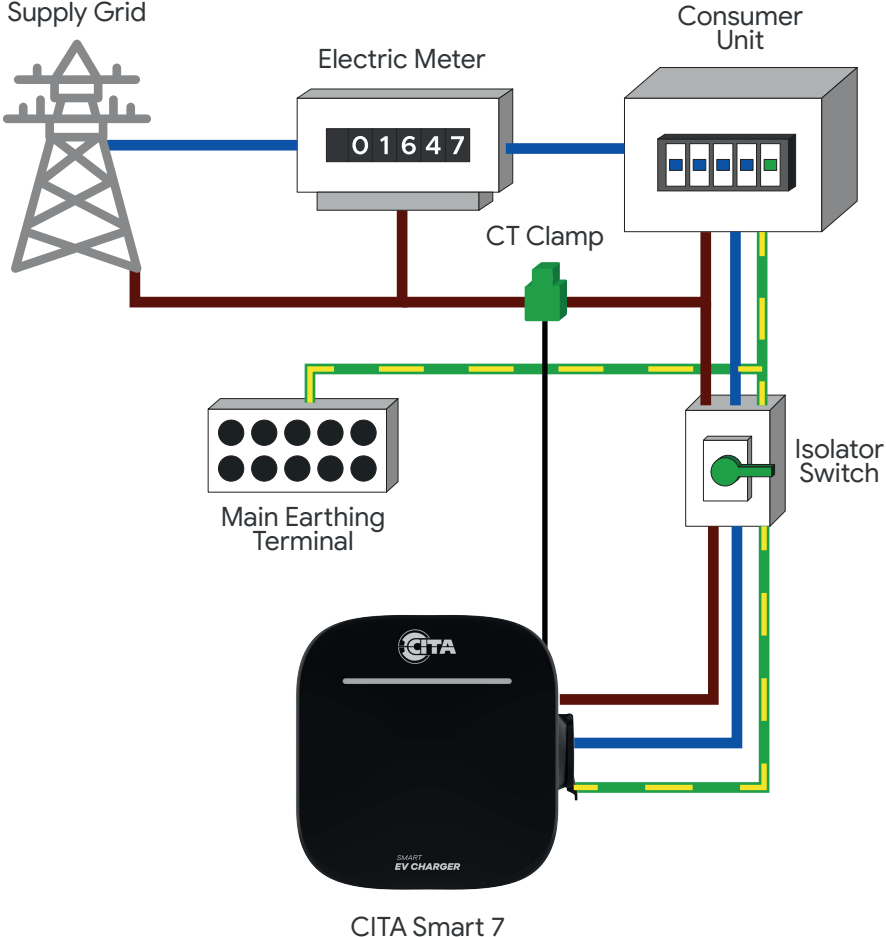 Supply Grid
Electric Meter
Consumer
Unit
01647
CT Clamp
Isolator
Switch
Main Earthing
Terminal
CITA
SMART
EV CHARGER
CITA Smart 7